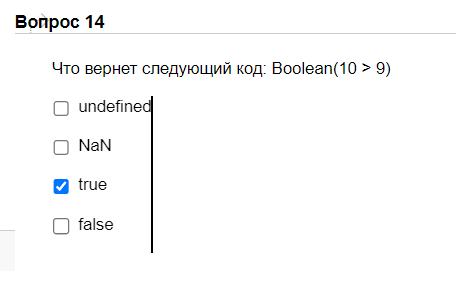 Вопрос 14
Что вернет следующий код: Boolean(10 > 9)
undefined
NaN
true
false